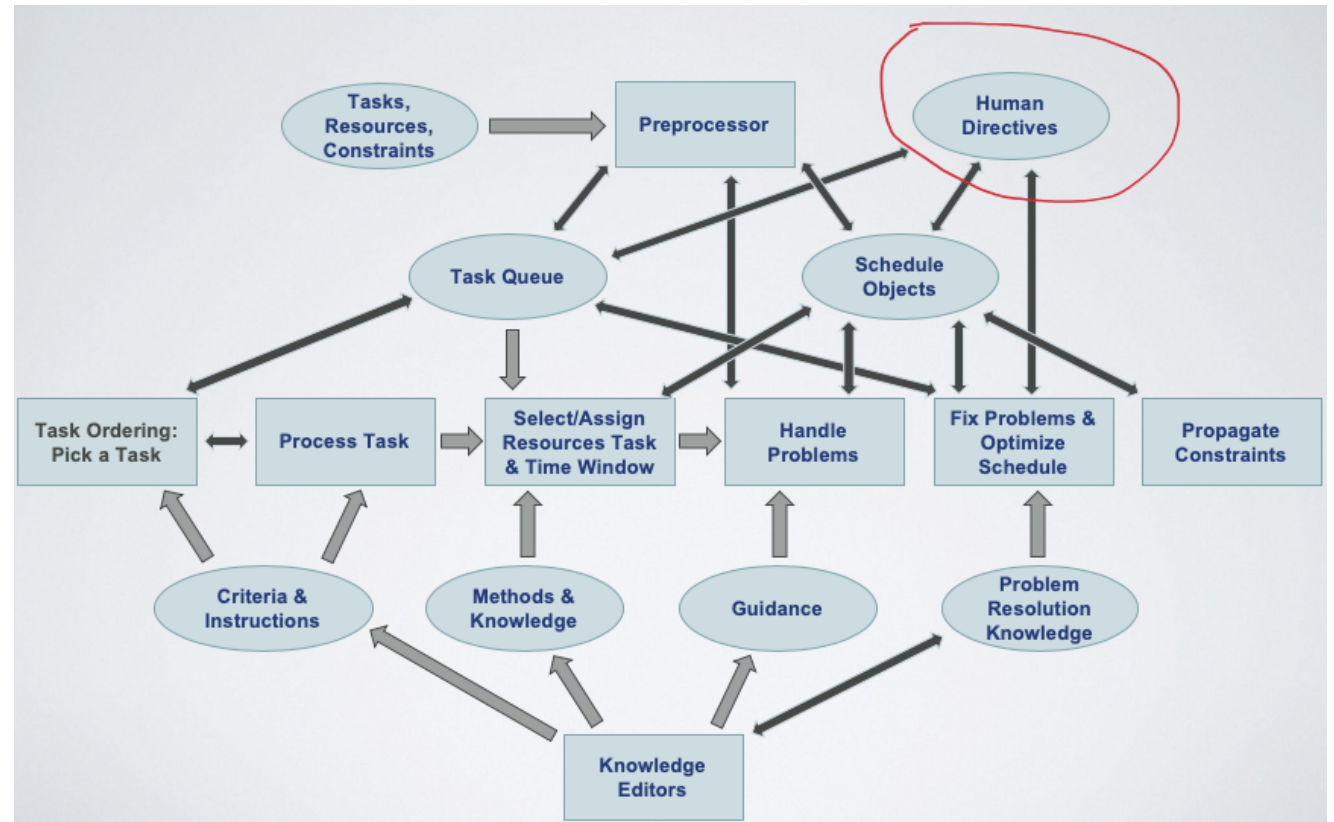 Tasks,
Resources,
Constraints
Preprocessor
Human
Directives
Task Queue
Schedule
Objects
Task Ordering:
Pick a Task
Process Task
Select/Assign
Resources Task
& Time Window
Handle
Problems
Fix Problems &
Optimize
Schedule
Propagate
Constraints
Criteria &
Instructions
Methods &
Knowledge
Guidance
Problem
Resolution
Knowledge
Knowledge
Editors